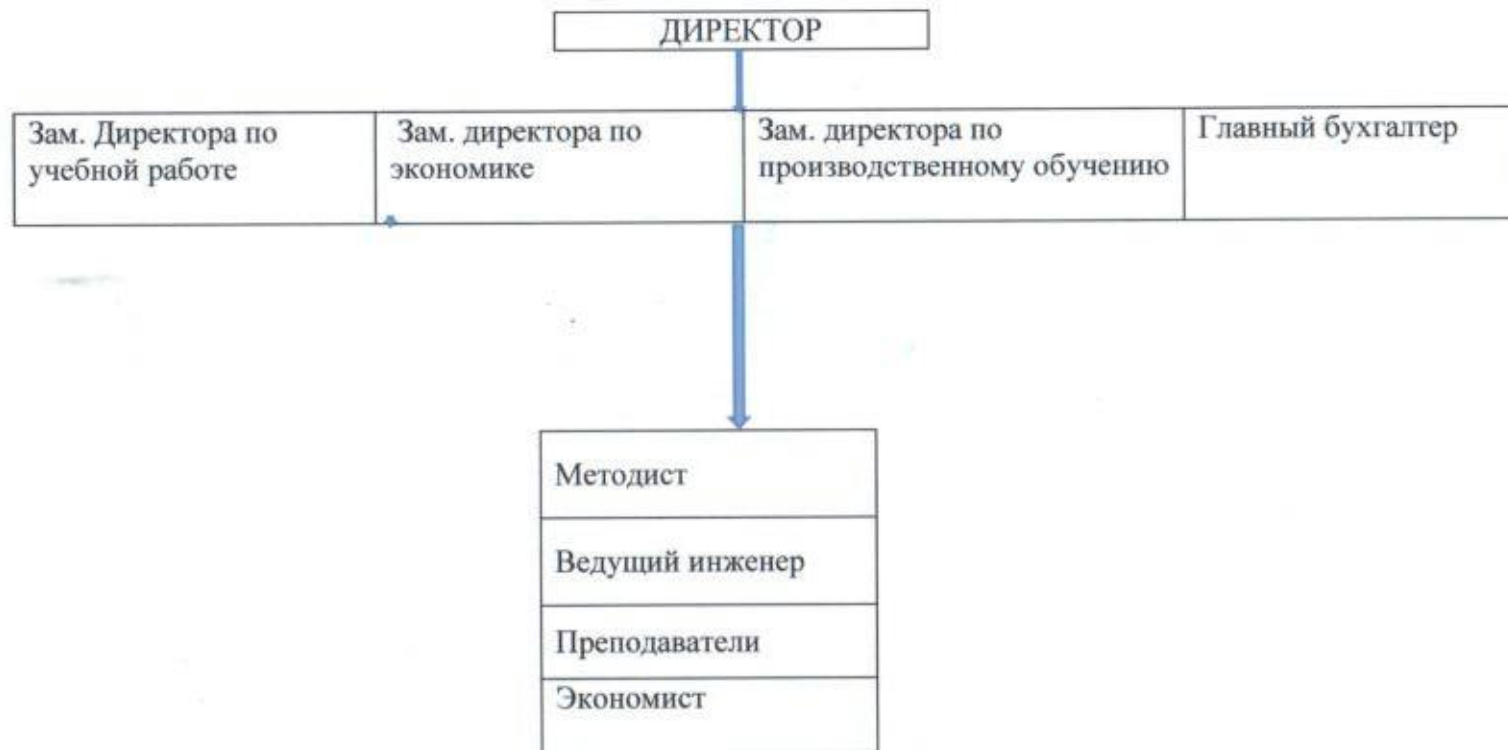 ДИРЕКТОР
Зам. Директора по
учебной работе
Зам. директора по
экономике
Зам. директора по
производственному обучению
Главный бухгалтер
Методист
Ведущий инженер
Преподаватели
Экономист